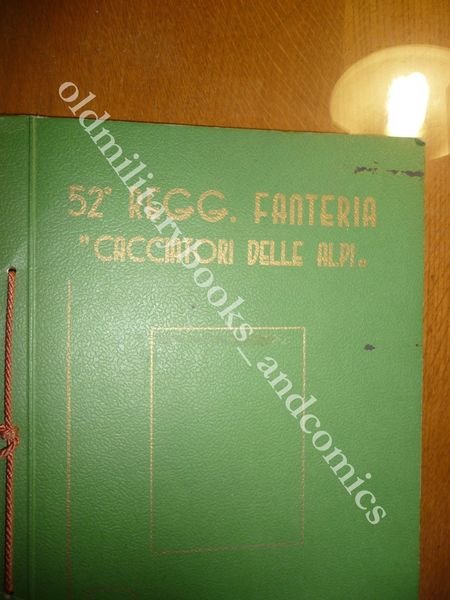 52° REGG. FANTERIA
"CACCIATORI DELLE ALPI„
oldmilitarybooks_andcomics